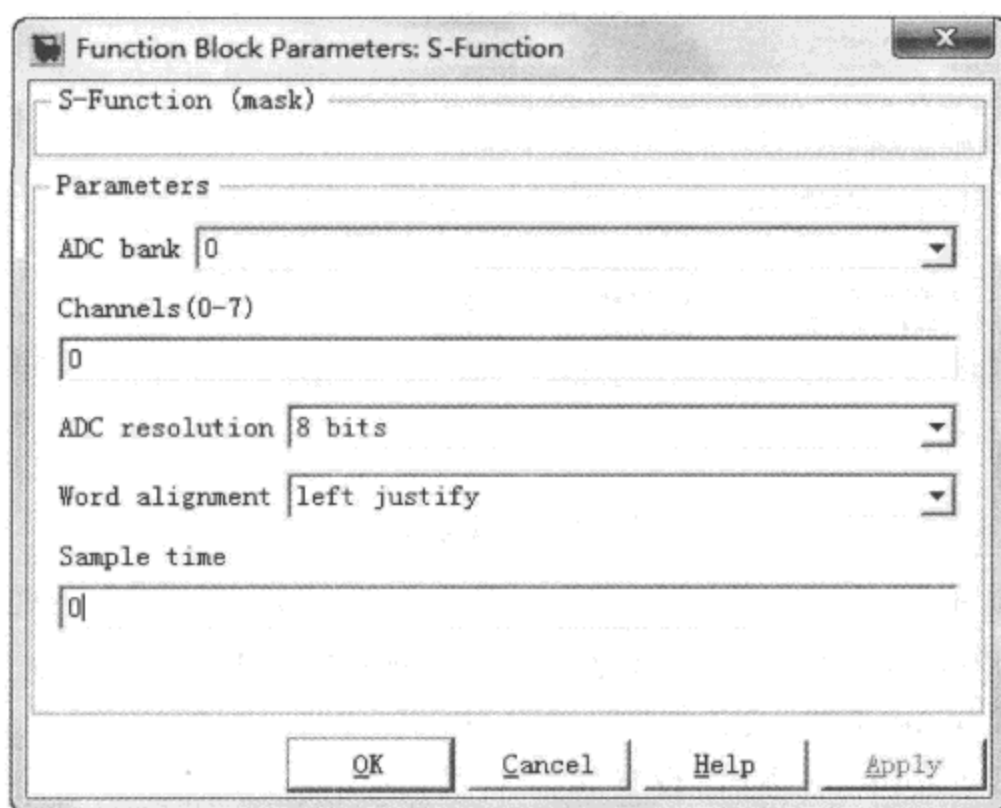 Function Block Parameters: S-Function
S-Function (mask)
Parameters
ADC bank 0
Channels(0-7)
0
ADC resolution 8 bits
Word alignment left justify
Sample time
0
OK Cancel Help Apply